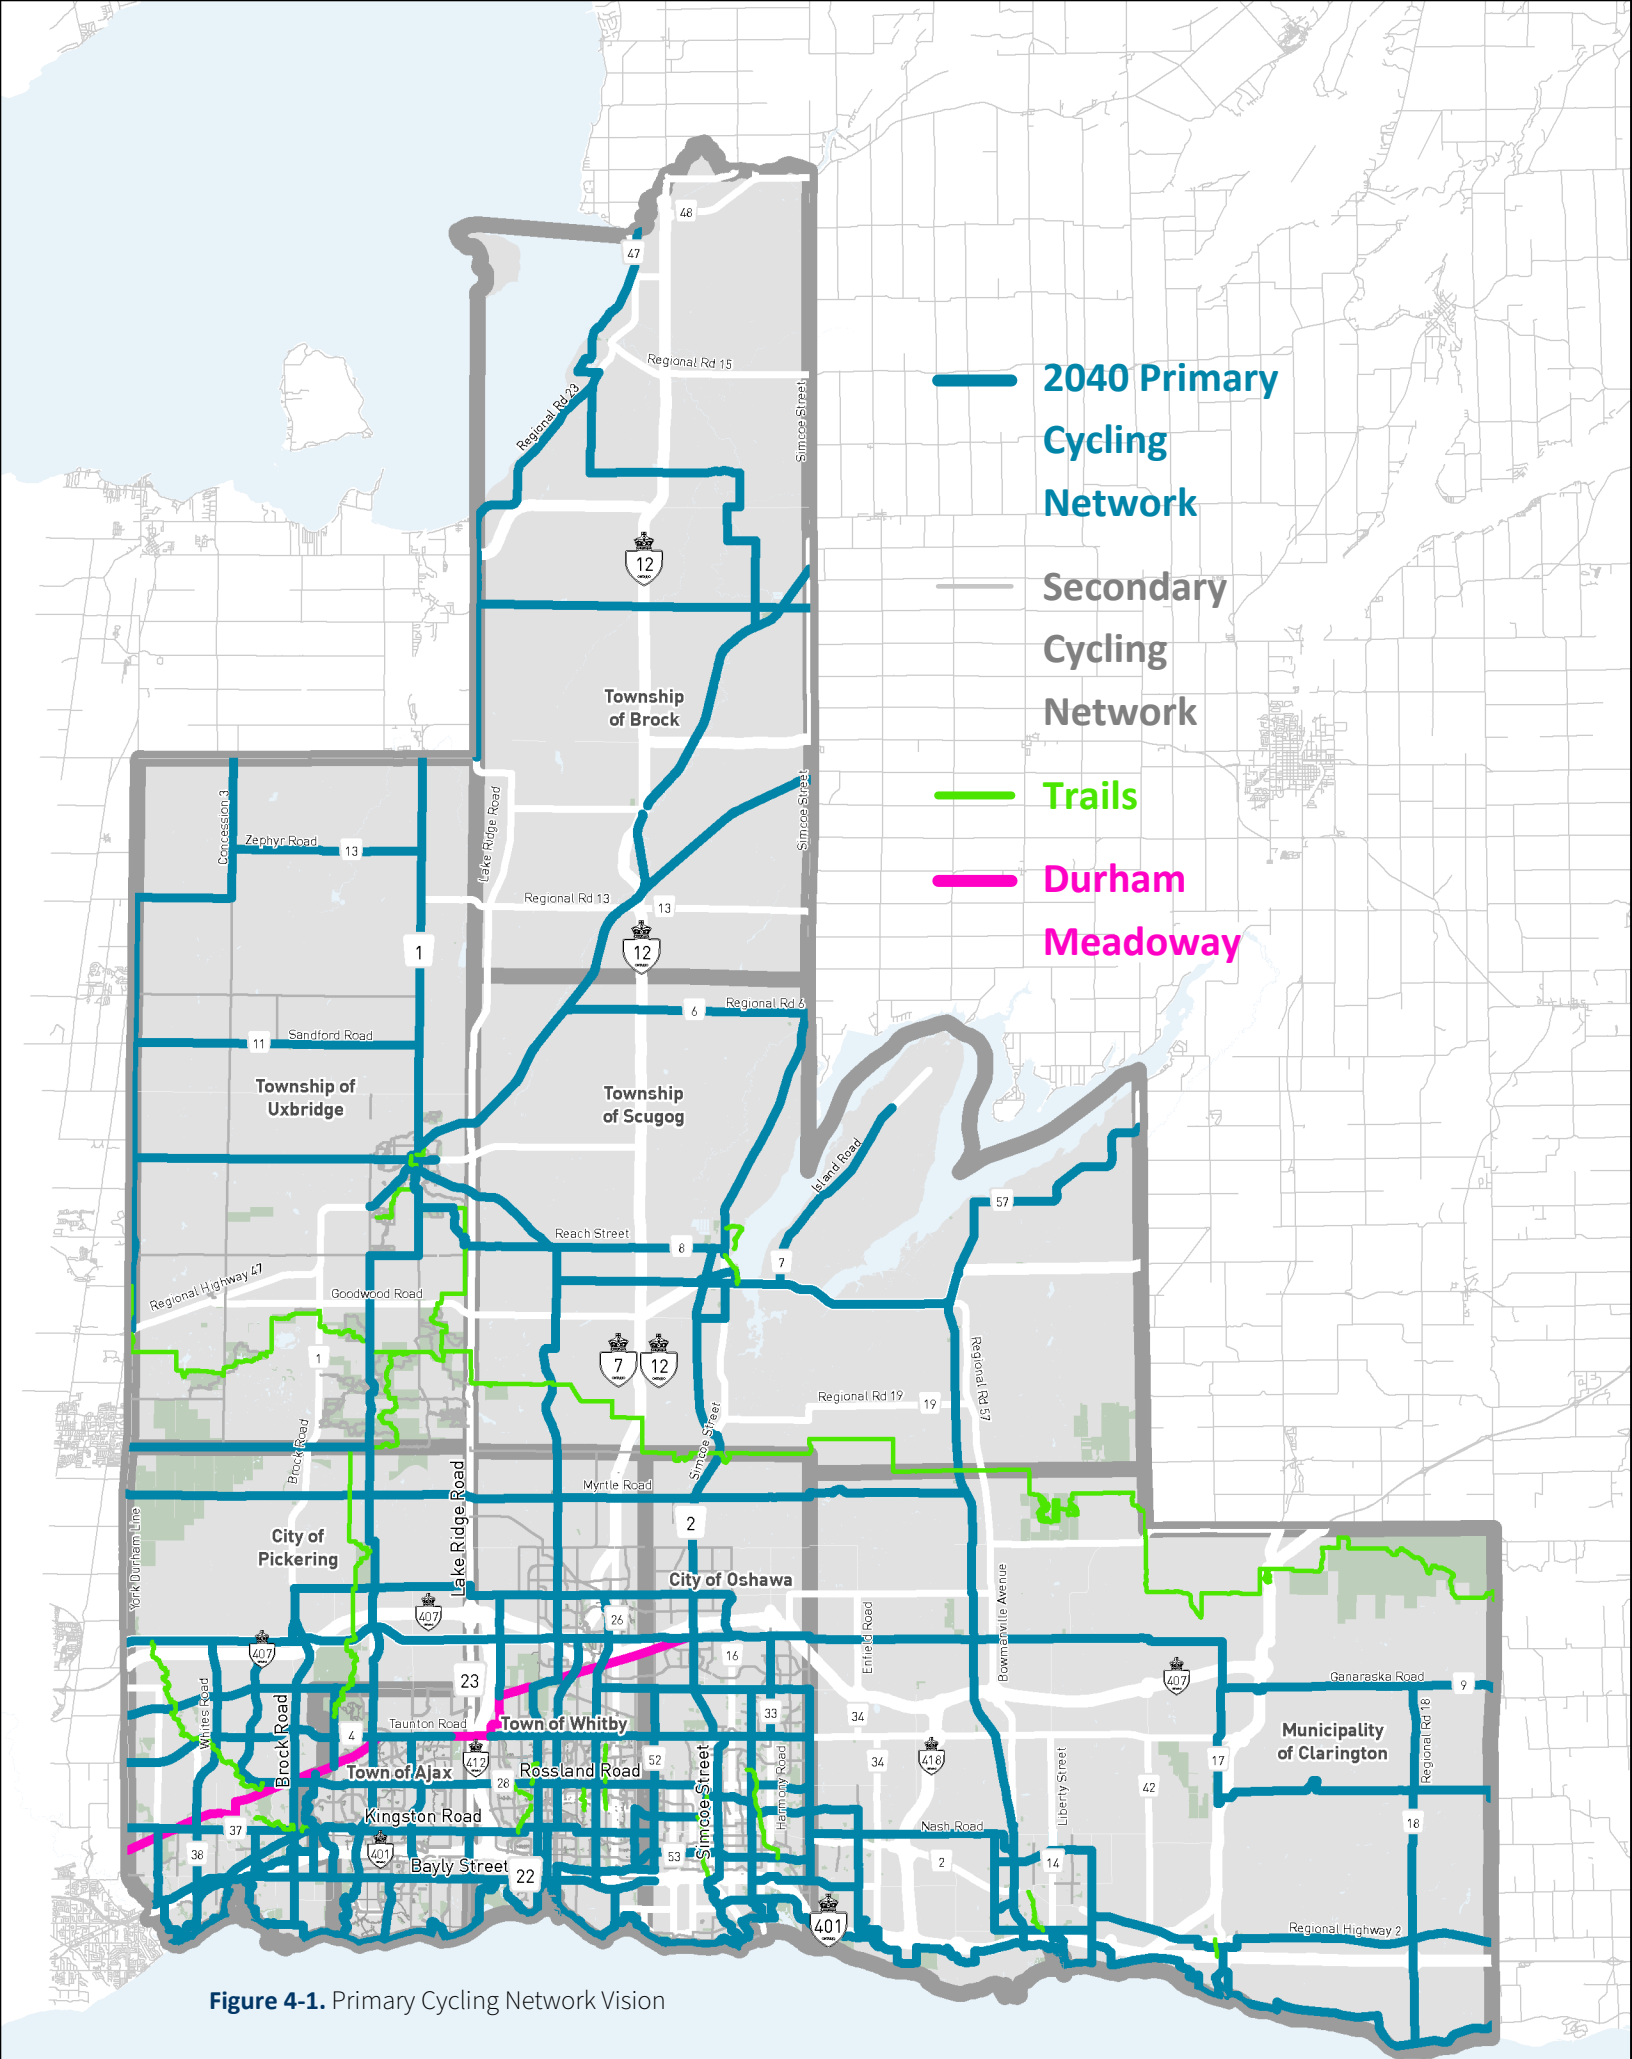 48
47
Regional Rd 15
Regional Rd 23
Simcoe Street
2040 Primary
Cycling
Network
12
ONTARIO
Secondary
Cycling
Network
Township
of Brock
Simcoe Street
Trails
Concession 3
Zephyr Road
13
Lake Ridge Road
Durham
Meadoway
Regional Rd 13
13
1
12
ONTARIO
6
Regional Rd 6
11
Sandford Road
Township of
Uxbridge
Township
of Scugog
Island Road
57
Reach Street
8
7
Regional Highway 47
Goodwood Road
1
7
ONTARIO
12
ONTARIO
Regional Rd 57
Regional Rd 19
19
Brock Road
Simcoe Street
Lake Ridge Road
Myrtle Road
York Durham Line
City of
Pickering
2
City of Oshawa
407
26
Enfield Road
Bowmanville Avenue
407
16
23
407
Ganaraska Road
9
Whites Road
Brock Road
4
Taunton Road
Town of Whitby
33
34
Regional Rd 18
Municipality
of Clarington
412
52
34
418
17
Town of Ajax
28
Rossland Road
Simcoe Street
Harmony Road
Liberty Street
42
Kingston Road
37
Nash Road
18
38
401
Bayly Street
22
53
2
14
401
Regional Highway 2
Figure 4-1. Primary Cycling Network Vision